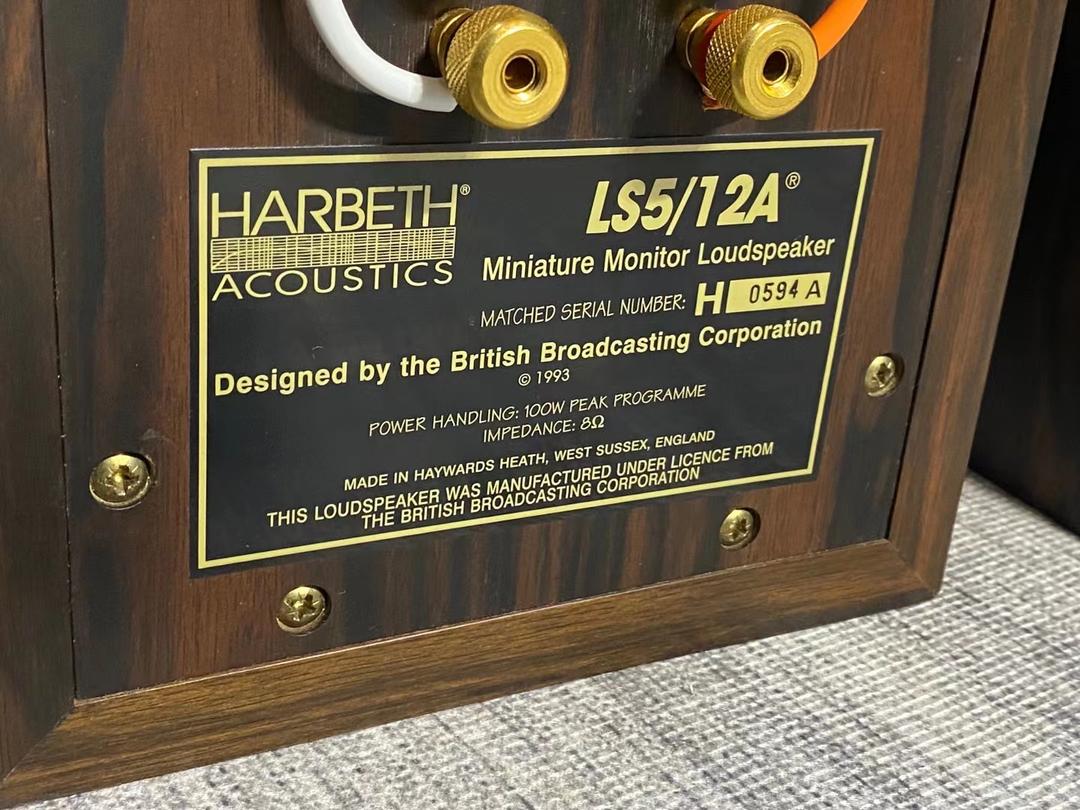 HARBETH®
ACOUSTICS
LS5/12A®
Miniature Monitor Loudspeaker
MATCHED SERIAL NUMBER: H 0594 A
Designed by the British Broadcasting Corporation
© 1993
POWER HANDLING: 100W PEAK PROGRAMME
IMPEDANCE: 8Ω
MADE IN HAYWARDS HEATH, WEST SUSSEX, ENGLAND
THIS LOUDSPEAKER WAS MANUFACTURED UNDER LICENCE FROM
THE BRITISH BROADCASTING CORPORATION